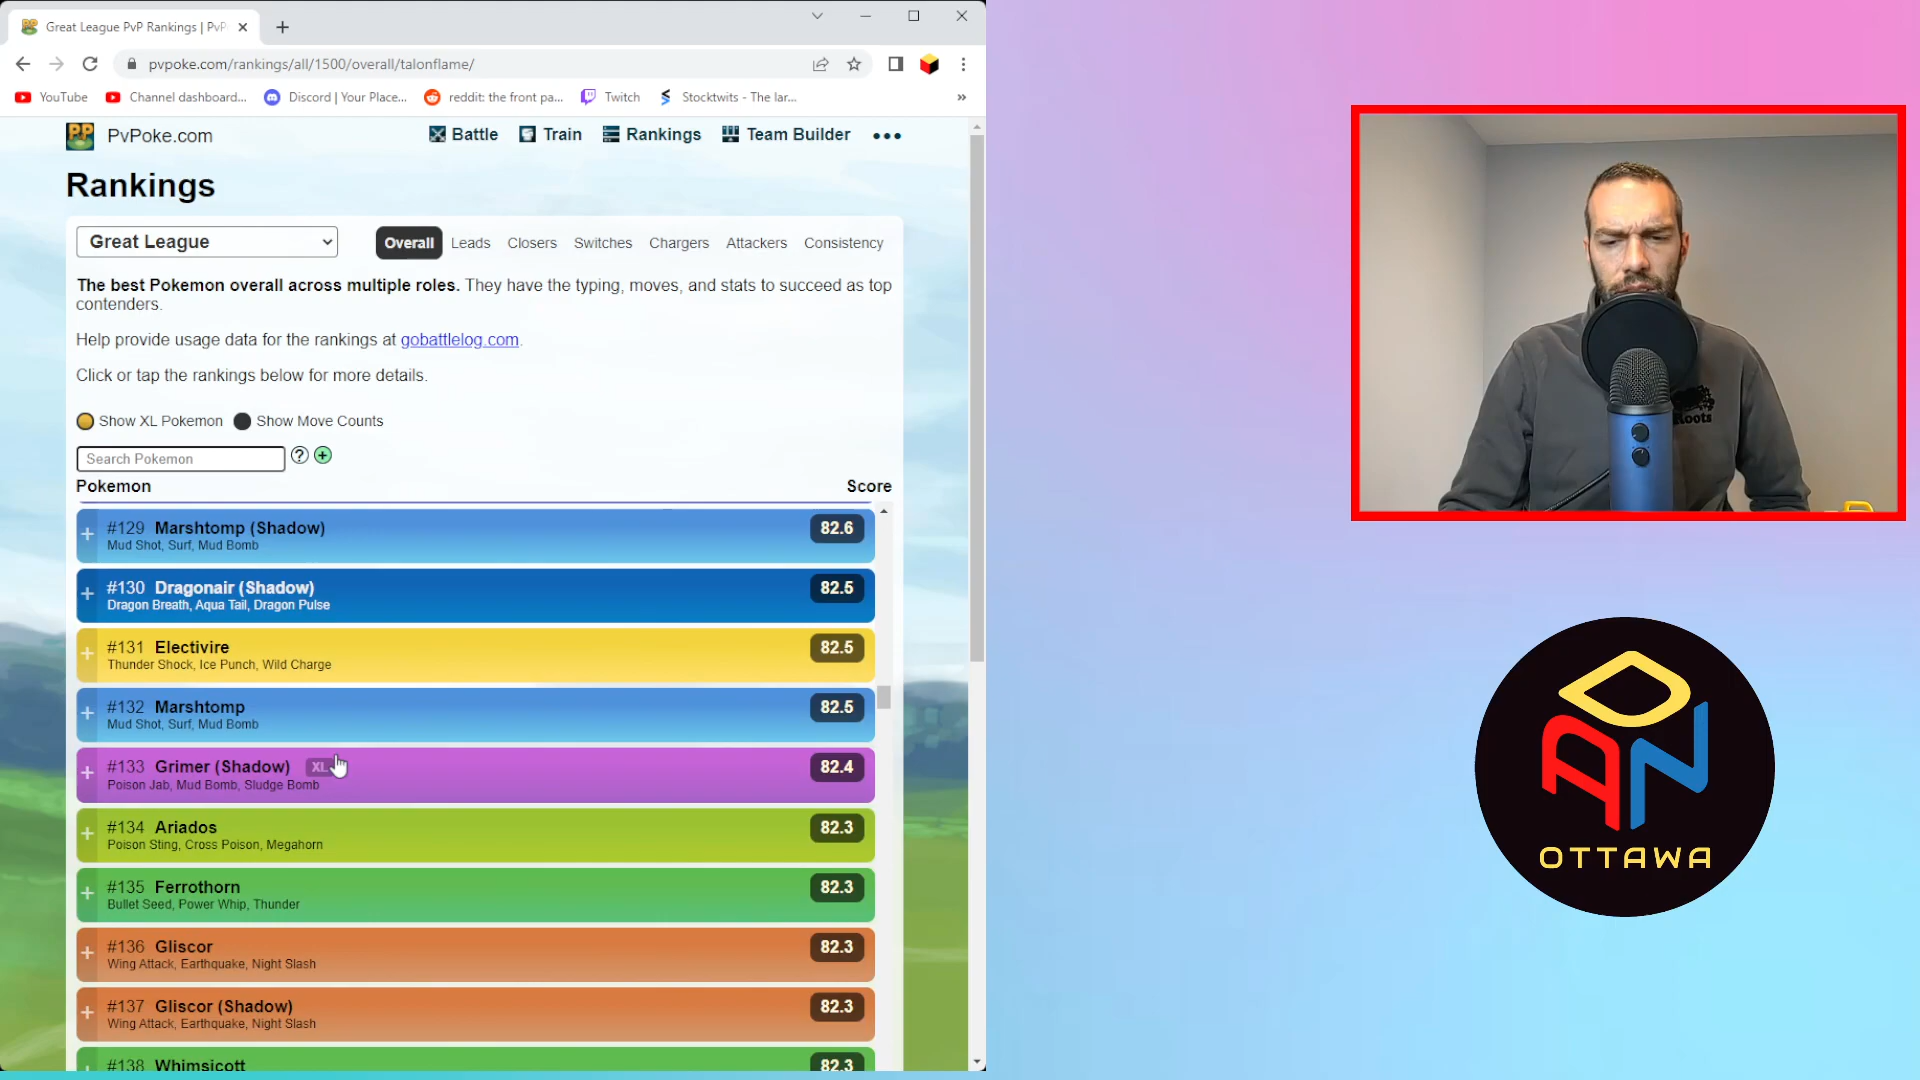 Great League PvP Rankings | PvP
pvpoke.com/rankings/all/1500/overall/talonflame/
YouTube Channel dashboard... Discord | Your Place... reddit: the front pa... Twitch Stocktwits - The lar... »
PvPoke.com Battle Train Rankings Team Builder
Rankings
Great League Overall Leads Closers Switches Chargers Attackers Consistency
The best Pokemon overall across multiple roles. They have the typing, moves, and stats to succeed as top
contenders.
Help provide usage data for the rankings at gobattlelog.com.
Click or tap the rankings below for more details.
Show XL Pokemon Show Move Counts
Search Pokemon ? +
Pokemon Score
+ #129 Marshtomp (Shadow) 82.6
Mud Shot, Surf, Mud Bomb
+ #130 Dragonair (Shadow) 82.5
Dragon Breath, Aqua Tail, Dragon Pulse
+ #131 Electivire 82.5
Thunder Shock, Ice Punch, Wild Charge
+ #132 Marshtomp 82.5
Mud Shot, Surf, Mud Bomb
+ #133 Grimer (Shadow) XL 82.4
Poison Jab, Mud Bomb, Sludge Bomb
+ #134 Ariados 82.3
Poison Sting, Cross Poison, Megahorn
+ #135 Ferrothorn 82.3
Bullet Seed, Power Whip, Thunder
+ #136 Gliscor 82.3
Wing Attack, Earthquake, Night Slash
+ #137 Gliscor (Shadow) 82.3
Wing Attack, Earthquake, Night Slash
#138 Whimsicott 82.3
Roots
DAN
OTTAWA